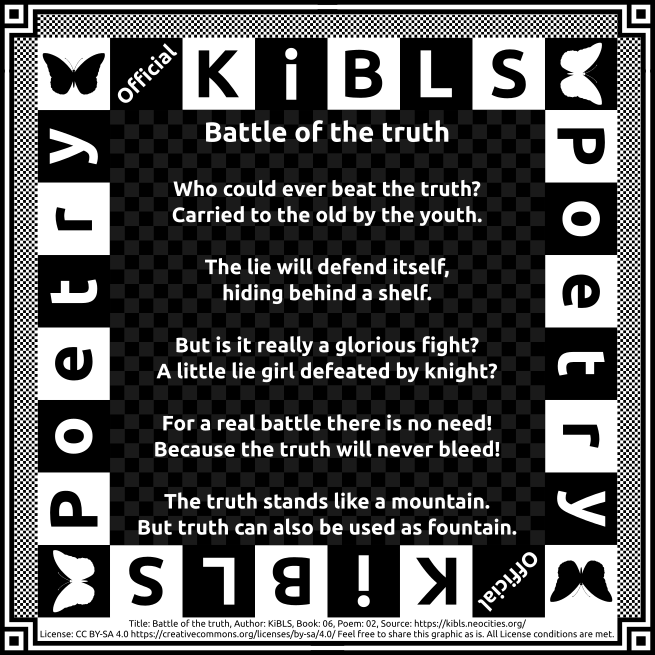 Official
KiBLS
Poetry
Poetry
Battle of the truth
Who could ever beat the truth?
Carried to the old by the youth.
The lie will defend itself,
hiding behind a shelf.
But is it really a glorious fight?
A little lie girl defeated by knight?
For a real battle there is no need!
Because the truth will never bleed!
The truth stands like a mountain.
But truth can also be used as fountain.
Official
KiBLS
Title: Battle of the truth, Author: KiBLS, Book: 06, Poem: 02, Source: https://kibls.neocities.org/
License: CC BY-SA 4.0 https://creativecommons.org/licenses/by-sa/4.0/ Feel free to share this graphic as is. All License conditions are met.